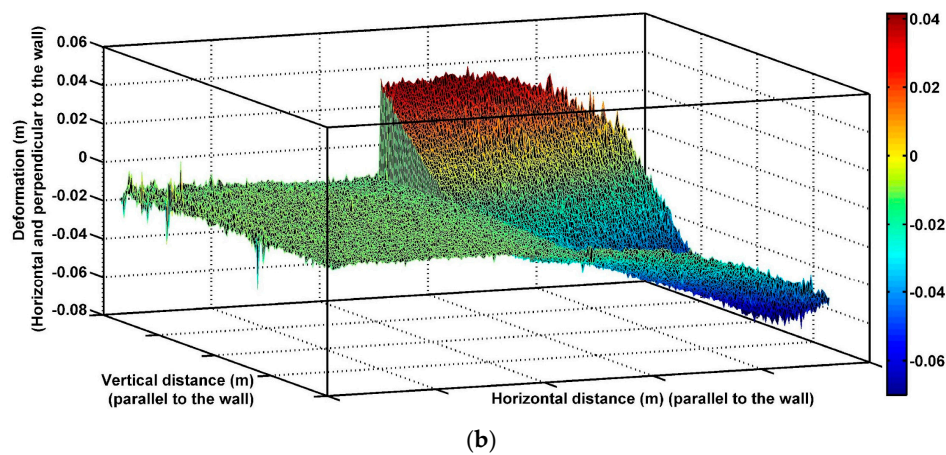 0.06
0.04
0.02
0
-0.02
-0.04
-0.06
-0.08
Deformation (m)
(Horizontal and perpendicular to the wall)
Vertical distance (m)
(parallel to the wall)
Horizontal distance (m) (parallel to the wall)
0.04
0.02
0
-0.02
-0.04
-0.06
(b)